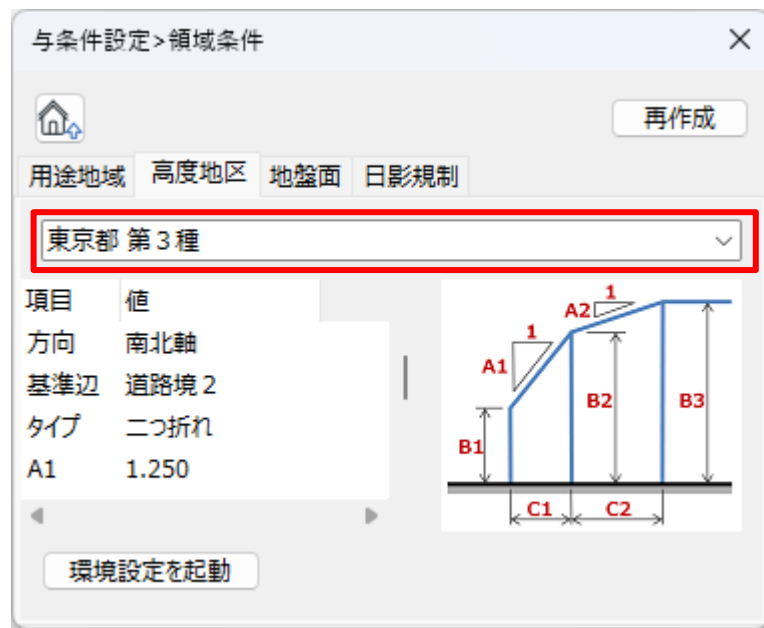 与条件設定>領域条件
再作成
用途地域 高度地区 地盤面 日影規制
東京都 第３種
項目 値
方向 南北軸
基準辺 道路境２
タイプ 二つ折れ
A1 1.250
1
A2
1
A1
B2
B3
B1
C1 C2
環境設定を起動